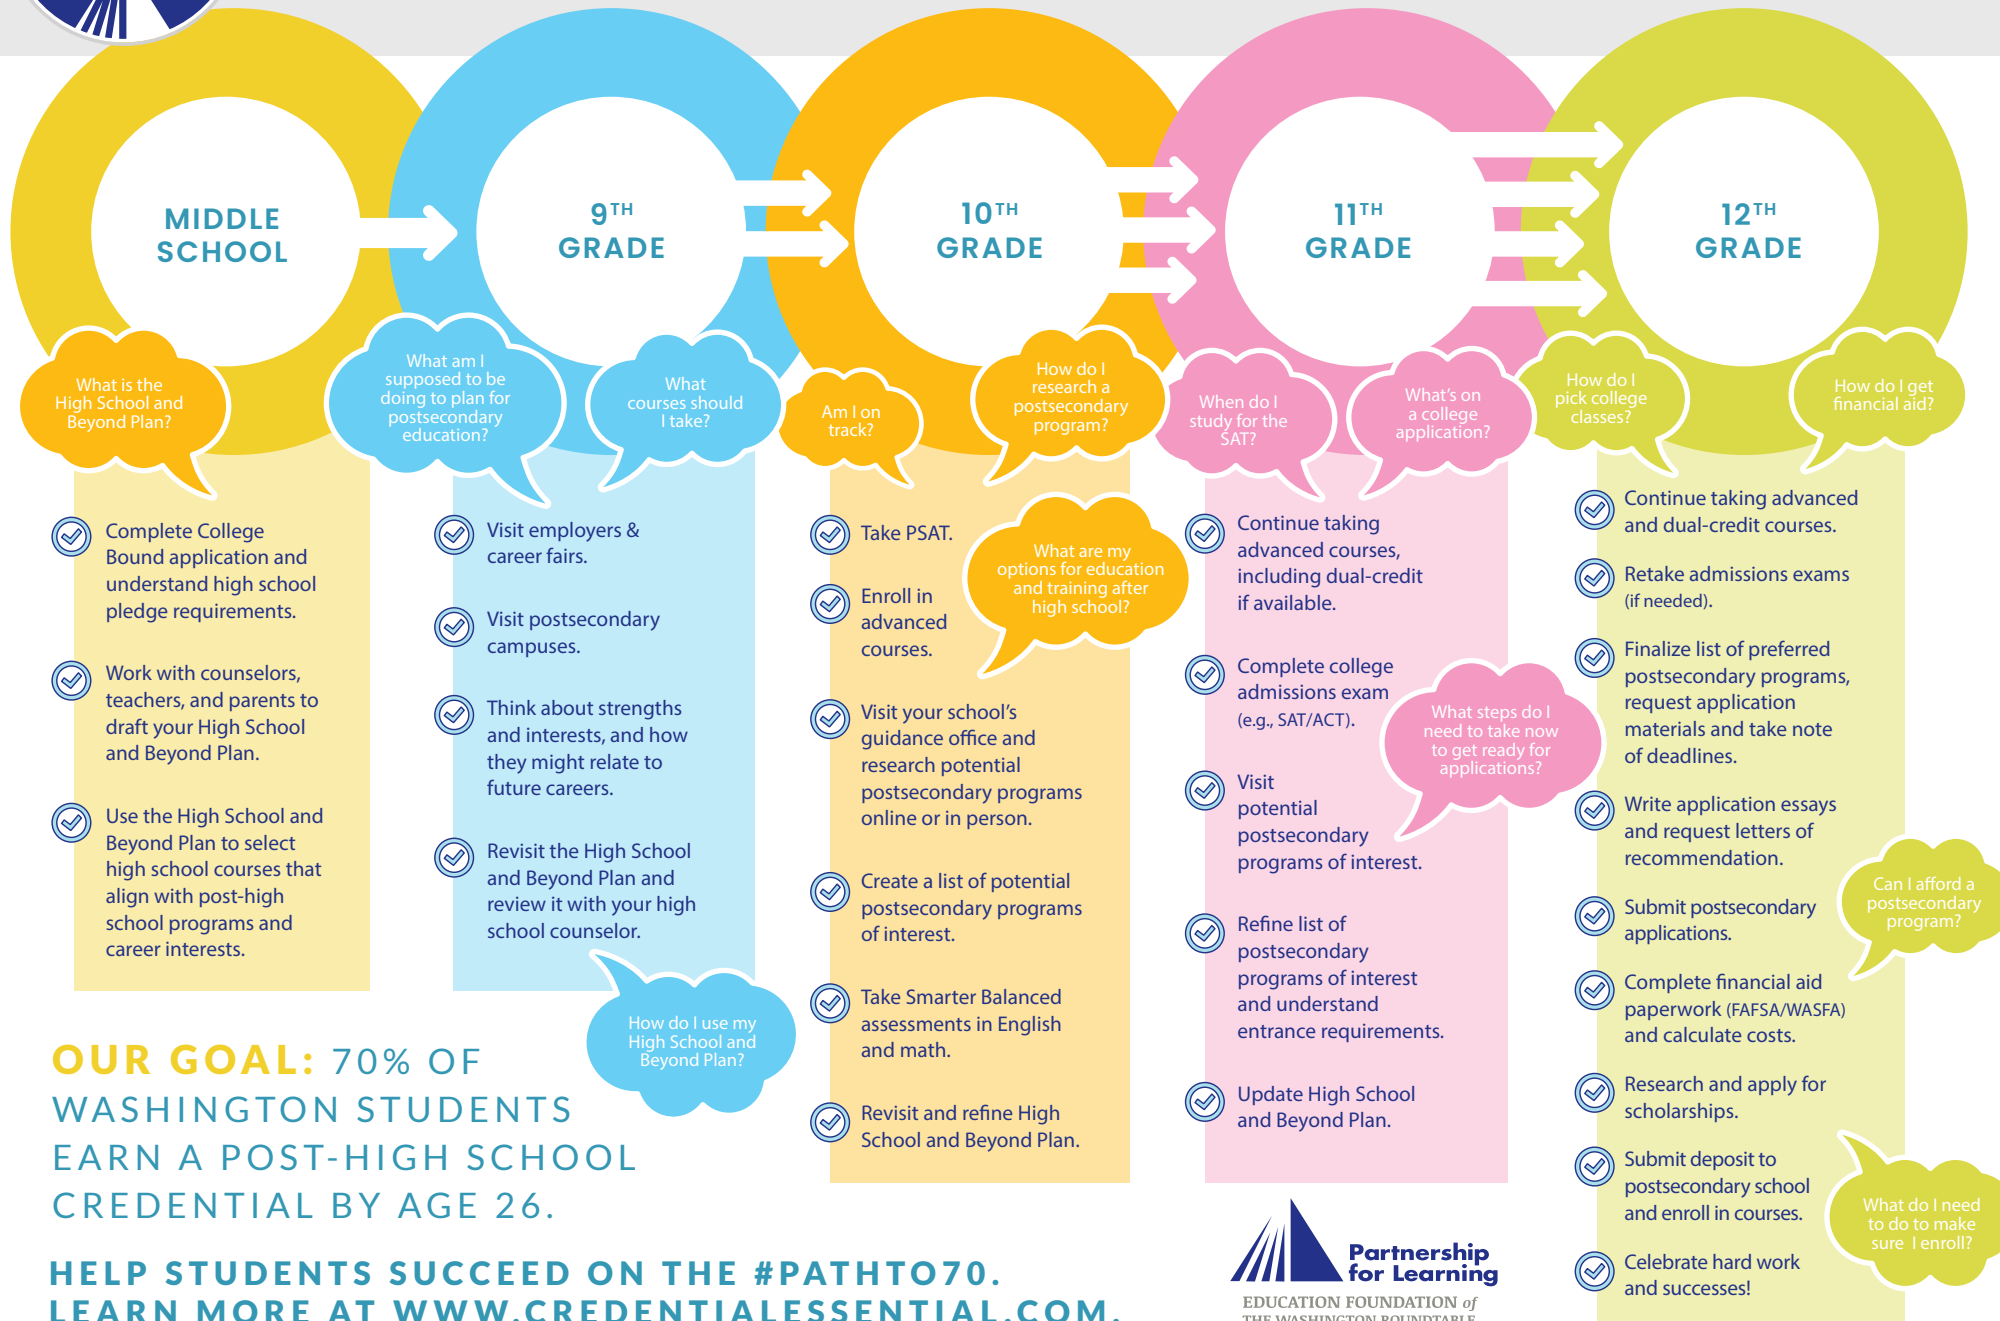 MIDDLE
SCHOOL
9TH
GRADE
10TH
GRADE
11TH
GRADE
12TH
GRADE
What is the
High School and
Beyond Plan?
What am I
supposed to be
doing to plan for
postsecondary
education?
What
courses should
I take?
Am I on
track?
How do I
research a
postsecondary
program?
When do I
study for the
SAT?
What's on
a college
application?
How do I
pick college
classes?
How do I get
financial aid?
Complete College
Bound application and
understand high school
pledge requirements.
Work with counselors,
teachers, and parents to
draft your High School
and Beyond Plan.
Use the High School and
Beyond Plan to select
high school courses that
align with post-high
school programs and
career interests.
Visit employers &
career fairs.
Visit postsecondary
campuses.
Think about strengths
and interests, and how
they might relate to
future careers.
Revisit the High School
and Beyond Plan and
review it with your high
school counselor.
How do I use my
High School and
Beyond Plan?
Take PSAT.
What are my
options for education
and training after
high school?
Enroll in
advanced
courses.
Visit your school's
guidance office and
research potential
postsecondary programs
online or in person.
Create a list of potential
postsecondary programs
of interest.
Take Smarter Balanced
assessments in English
and math.
Revisit and refine High
School and Beyond Plan.
Continue taking
advanced courses,
including dual-credit
if available.
Complete college
admissions exam
(e.g., SAT/ACT).
What steps do I
need to take now
to get ready for
applications?
Visit
potential
postsecondary
programs of interest.
Refine list of
postsecondary
programs of interest
and understand
entrance requirements.
Update High School
and Beyond Plan.
Continue taking advanced
and dual-credit courses.
Retake admissions exams
(if needed).
Finalize list of preferred
postsecondary programs,
request application
materials and take note
of deadlines.
Write application essays
and request letters of
recommendation.
Can I afford a
postsecondary
program?
Submit postsecondary
applications.
Complete financial aid
paperwork (FAFSA/WASFA)
and calculate costs.
Research and apply for
scholarships.
Submit deposit to
postsecondary school
and enroll in courses.
What do I need
to do to make
sure I enroll?
Celebrate hard work
and successes!
OUR GOAL: 70% OF
WASHINGTON STUDENTS
EARN A POST-HIGH SCHOOL
CREDENTIAL BY AGE 26.
HELP STUDENTS SUCCEED ON THE #PATHTO70.
LEARN MORE AT WWW.CREDENTIALESSENTIAL.COM.
Partnership
for Learning
EDUCATION FOUNDATION of
THE WASHINGTON ROUNDTABLE